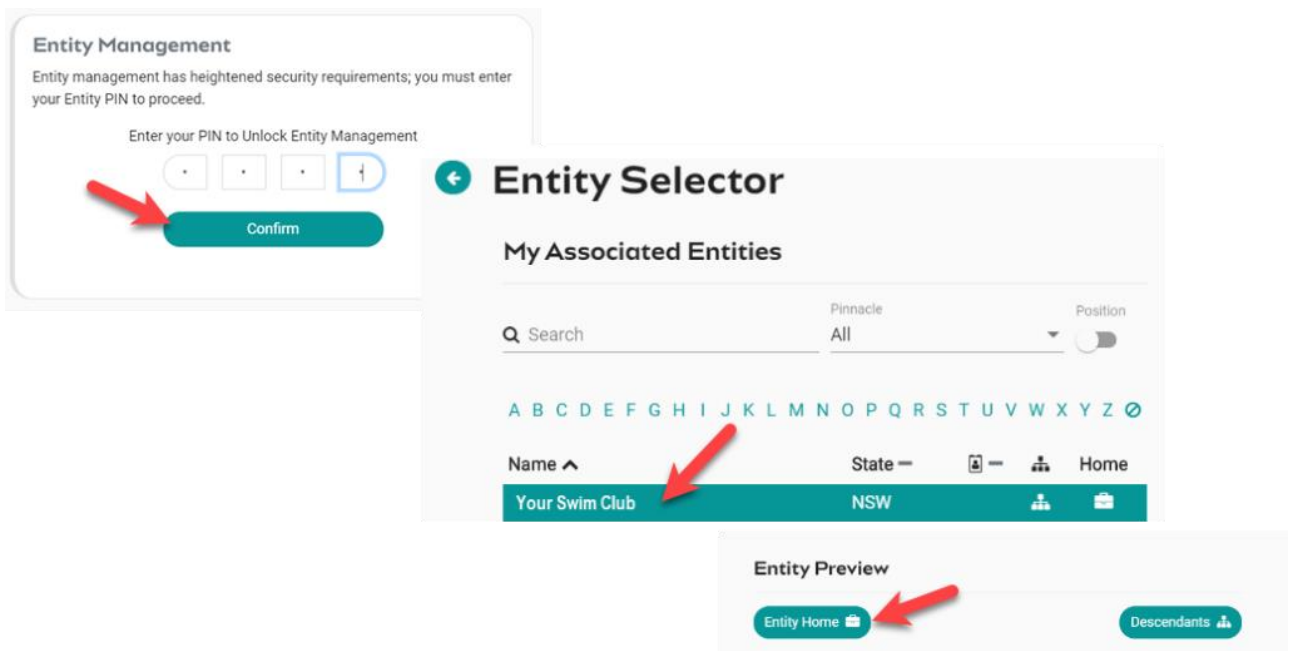 Entity Management
Entity management has heightened security requirements; you must enter
your Entity PIN to proceed.
Enter your PIN to Unlock Entity Management
Confirm
Entity Selector
My Associated Entities
Pinnacle
Position
Search
All
A B C D E F G H I J K L M N O P Q R S T U V W X Y Z
Name State Home
Your Swim Club NSW
Entity Preview
Entity Home Descendants